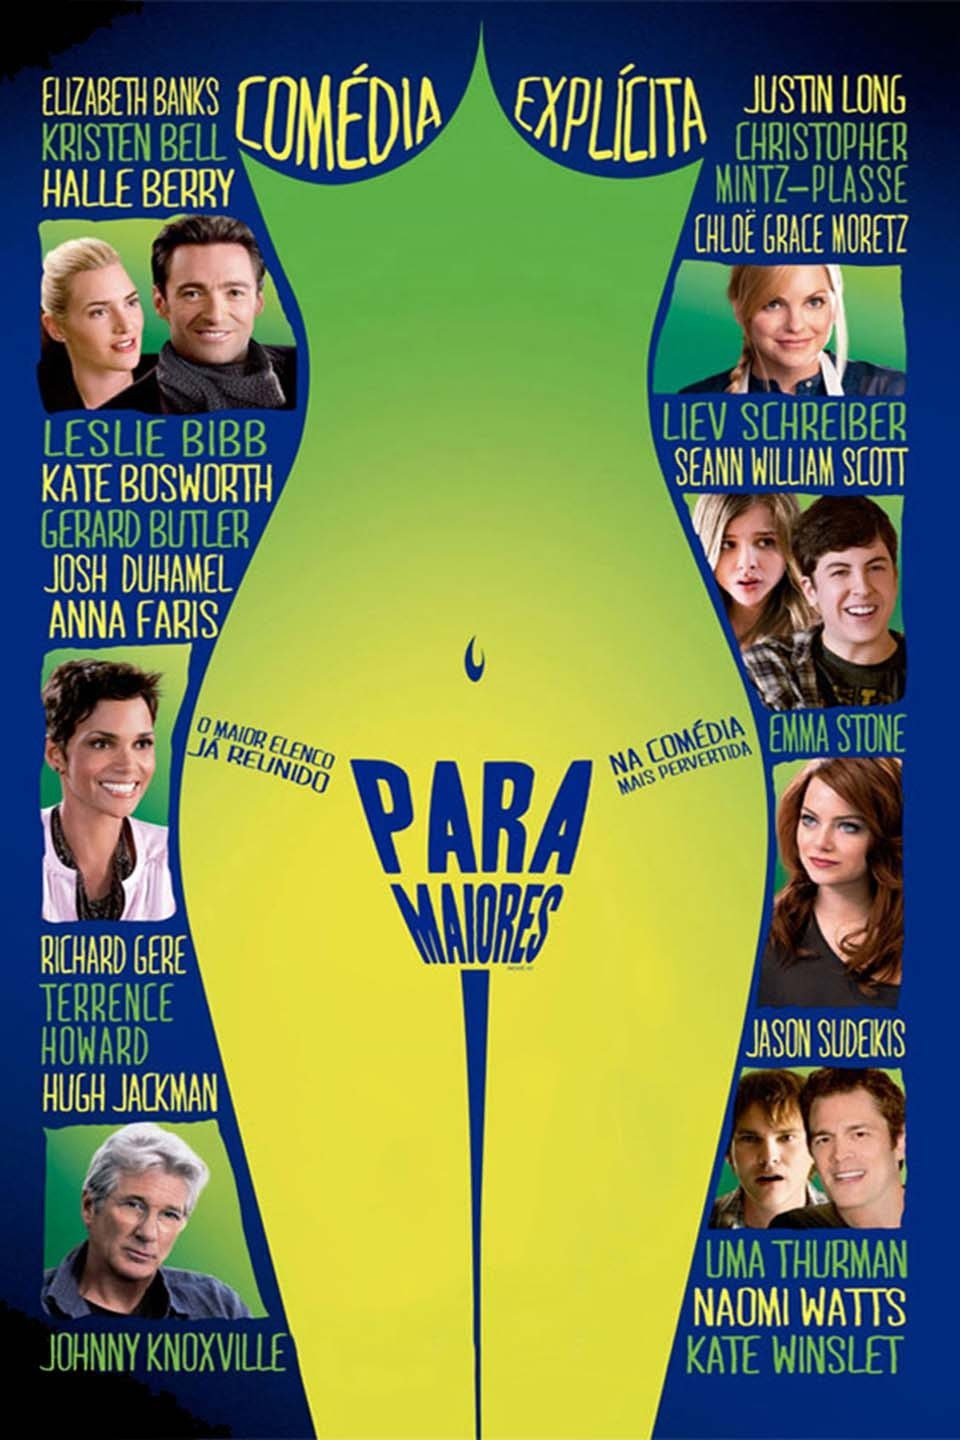 ELIZABETH BANKS
KRISTEN BELL
HALLE BERRY
COMÉDIA
EXPLÍCITA
JUSTIN LONG
CHRISTOPHER
MINTZ-PLASSE
CHLOË GRACE MORETZ
LESLIE BIBB
KATE BOSWORTH
GERARD BUTLER
JOSH DUHAMEL
ANNA FARIS
LIEV SCHREIBER
SEANN WILLIAM SCOTT
O MAIOR ELENCO
JÁ REUNIDO
PARA
MAIORES
NA COMÉDIA
MAIS PERVERTIDA
EMMA STONE
RICHARD GERE
TERRENCE
HOWARD
HUGH JACKMAN
JASON SUDEIKIS
JOHNNY KNOXVILLE
UMA THURMAN
NAOMI WATTS
KATE WINSLET